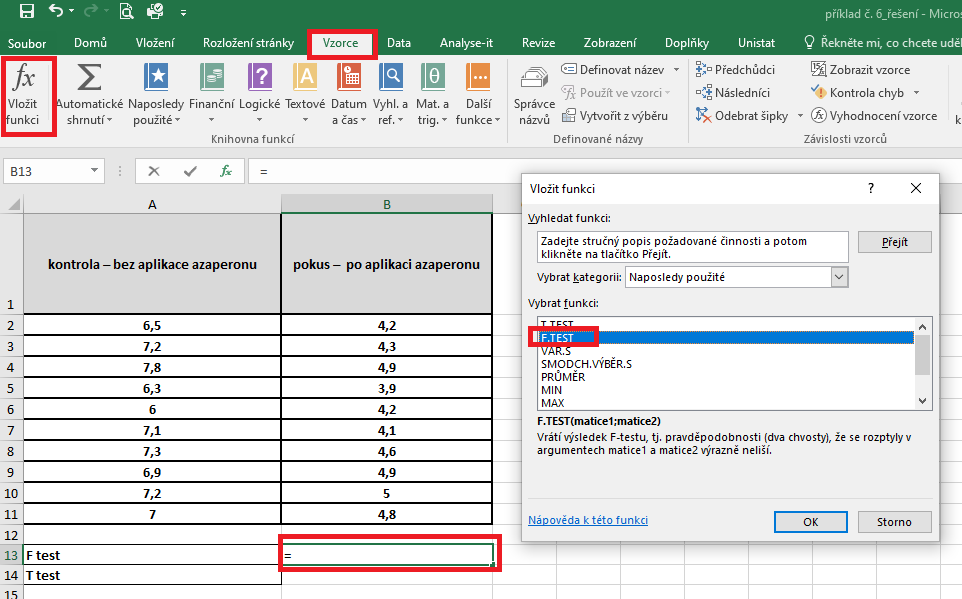 příklad č. 6_řešení - Micros
Soubor Domů Vložení Rozložení stránky Vzorce Data Analyse-it Revize Zobrazení Doplňky Unistat Řekněte mi, co chcete uděl
fx Vložit funkci
Automatické shrnutí
Naposledy použité
Finanční
Logické
Textové
Datum a čas
Vyhl. a ref.
Mat. a trig.
Další funkce
Knihovna funkcí
Správce názvů
Definovat název
Použít ve vzorci
Vytvořit z výběru
Definované názvy
Předchůdci
Následníci
Odebrat šipky
Zobrazit vzorce
Kontrola chyb
Vyhodnocení vzorce
Závislosti vzorců
B13 fx =
A B
1 kontrola – bez aplikace azaperonu pokus – po aplikaci azaperonu
2 6,5 4,2
3 7,2 4,3
4 7,8 4,9
5 6,3 3,9
6 6 4,2
7 7,1 4,1
8 7,3 4,6
9 6,9 4,9
10 7,2 5
11 7 4,8
12
13 F test =
14 T test
15
Vložit funkci ?
Vyhledat funkci:
Zadejte stručný popis požadované činnosti a potom
klikněte na tlačítko Přejít.
Přejít
Vybrat kategorii: Naposledy použité
Vybrat funkci:
T.TEST
F.TEST
VAR.S
SMODCH.VÝBĚR.S
PRŮMĚR
MIN
MAX
F.TEST(matice1;matice2)
Vrátí výsledek F-testu, tj. pravděpodobnosti (dva chvosty), že se rozptyly v
argumentech matice1 a matice2 výrazně neliší.
Nápověda k této funkci OK Storno